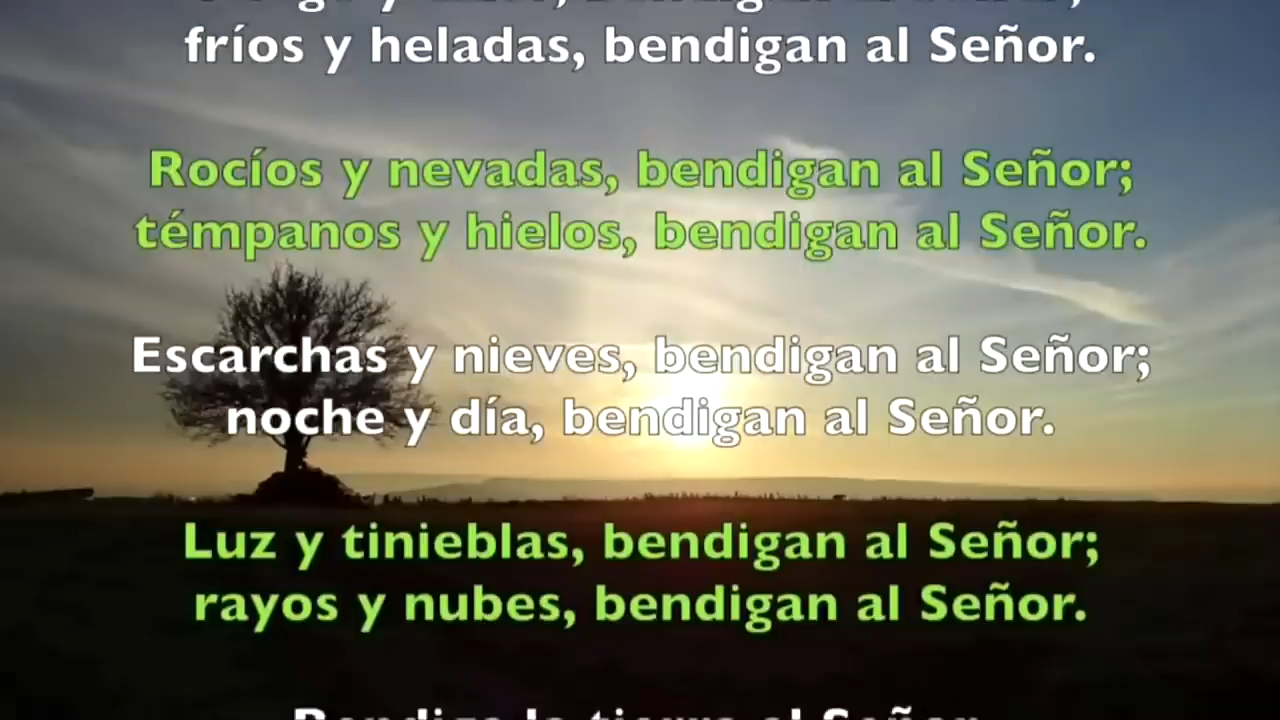 fríos y heladas, bendigan al Señor.
Rocíos y nevadas, bendigan al Señor;
témpanos y hielos, bendigan al Señor.
Escarchas y nieves, bendigan al Señor;
noche y día, bendigan al Señor.
Luz y tinieblas, bendigan al Señor;
rayos y nubes, bendigan al Señor.